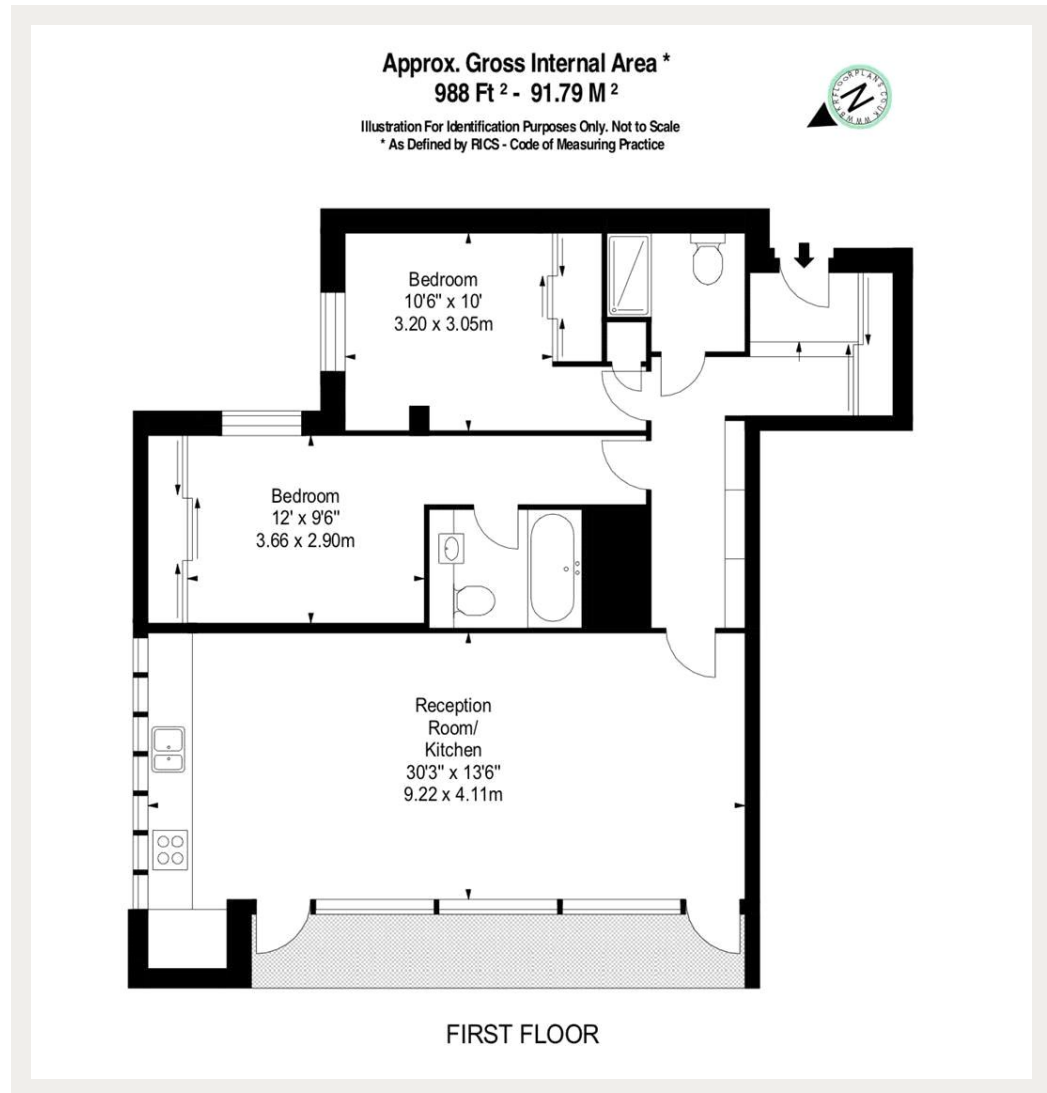 Approx. Gross Internal Area *
988 Ft ² - 91.79 M ²
Illustration For Identification Purposes Only. Not to Scale
* As Defined by RICS - Code of Measuring Practice
N
Bedroom
10'6" x 10'
3.20 x 3.05m
Bedroom
12' x 9'6"
3.66 x 2.90m
Reception
Room/
Kitchen
30'3" x 13'6"
9.22 x 4.11m
FIRST FLOOR